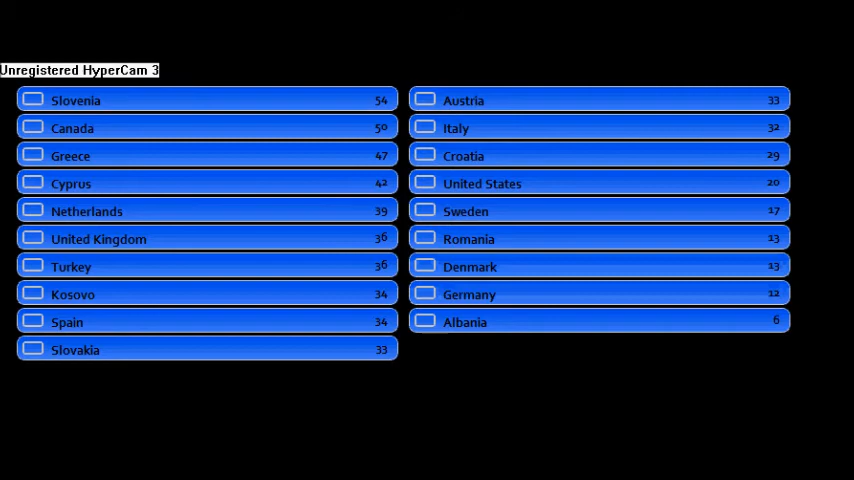 Unregistered HyperCam 3
Slovenia 54
Canada 50
Greece 47
Cyprus 42
Netherlands 39
United Kingdom 36
Turkey 36
Kosovo 34
Spain 34
Slovakia 33
Austria 33
Italy 32
Croatia 29
United States 20
Sweden 17
Romania 13
Denmark 13
Germany 12
Albania 6